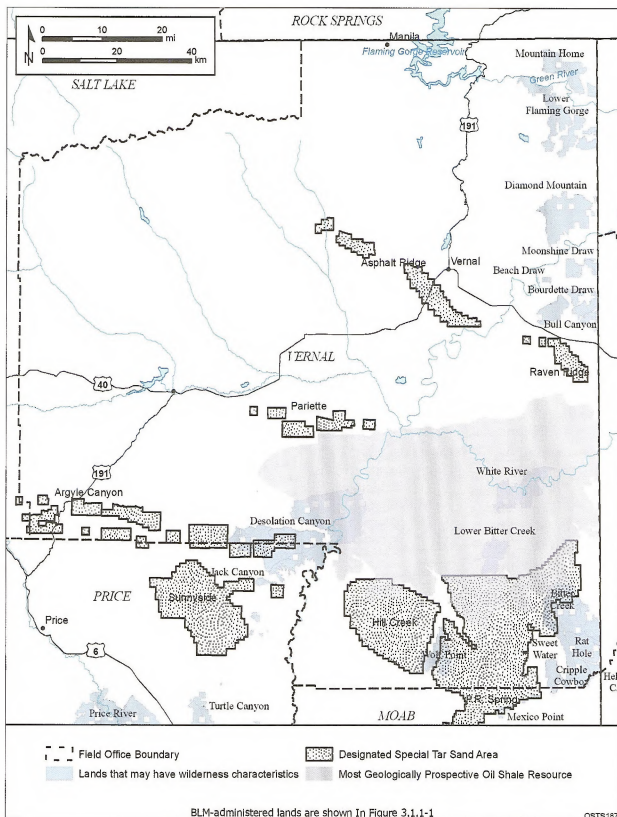 ROCK SPRINGS
0 10 20
mi
0 20 40
km
N
Manila
Flaming Gorge Reservoir
SALT LAKE
Mountain Home
Green River
Lower
Flaming Gorge
191
Diamond Mountain
Moonshine Draw
Asphalt Ridge
Vernal
Beach Draw
Bourdette Draw
Bull Canyon
VERNAL
Raven Ridge
40
Pariette
191
White River
Argyle Canyon
Desolation Canyon
Lower Bitter Creek
Jack Canyon
PRICE
Sunnyside
Bitter
Creek
Hill Creek
Price
Sweet
Water
Rat
Hole
Wolf Point
6
Cripple
Cowboy
P.R. Spring
Turtle Canyon
Price River
MOAB
Mexico Point
Field Office Boundary
Designated Special Tar Sand Area
Lands that may have wilderness characteristics
Most Geologically Prospective Oil Shale Resource
BLM-administered lands are shown In Figure 3.1.1-1